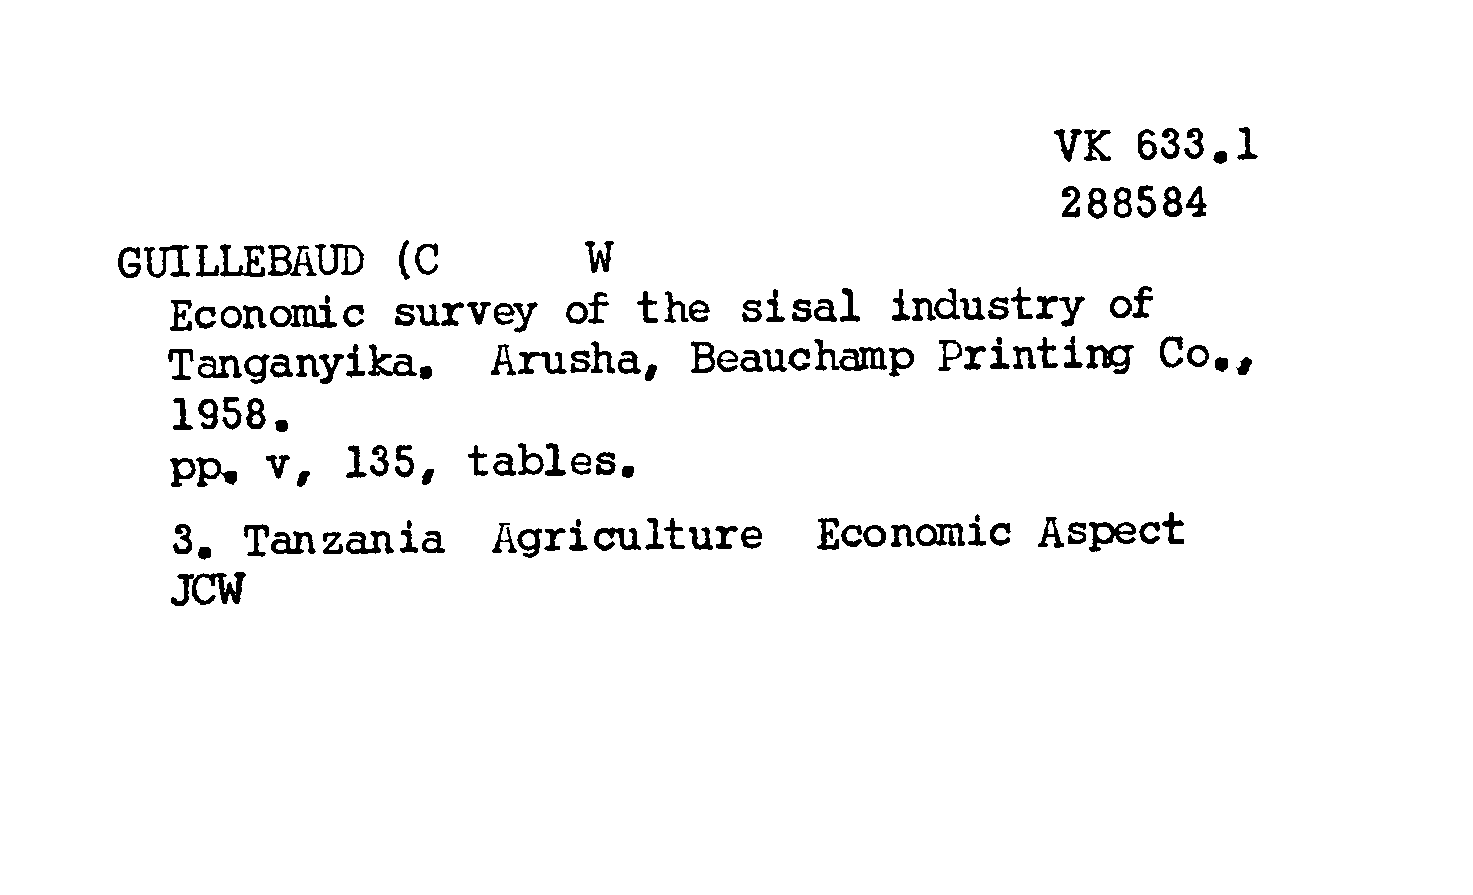 VK 633.1
288584
GUILLEBAUD (C W
Economic survey of the sisal industry of
Tanganyika. Arusha, Beauchamp Printing Co.,
1958.
pp. v, 135, tables.
3. Tanzania Agriculture Economic Aspect
JCW